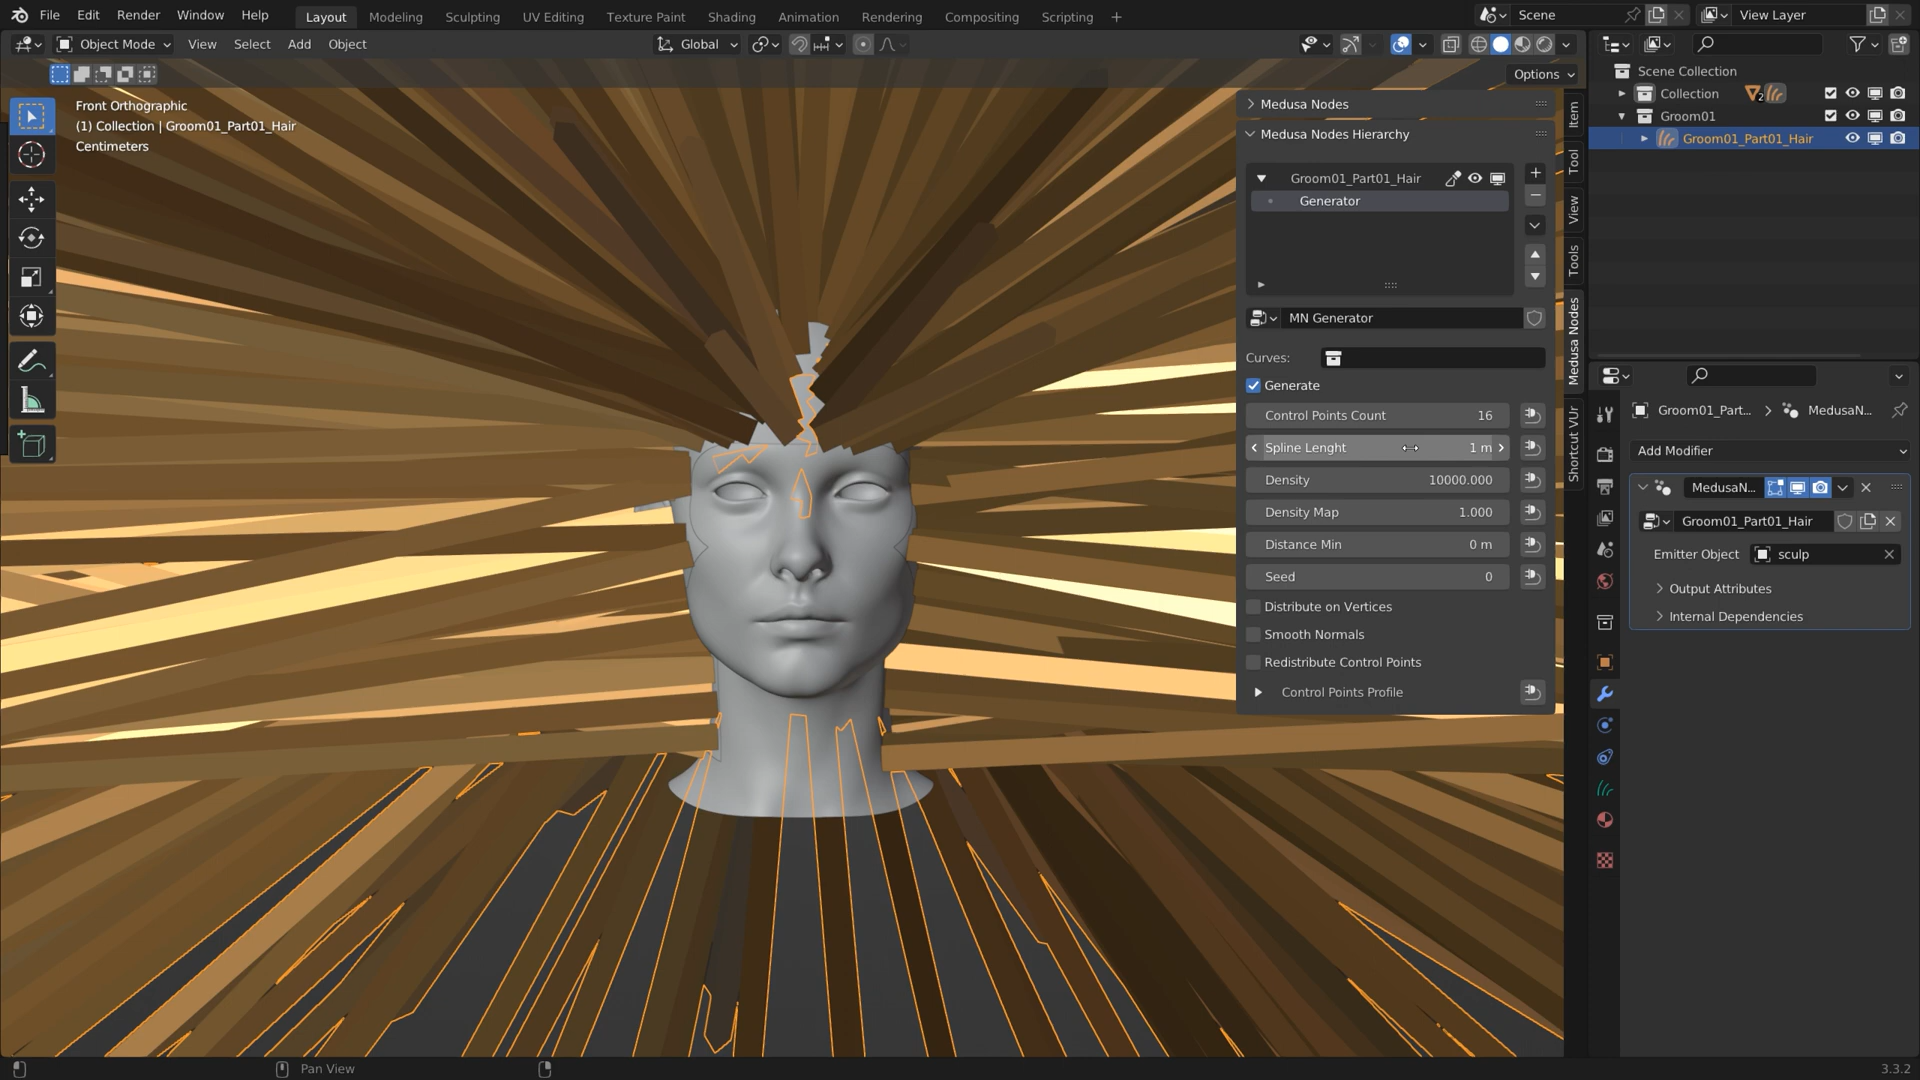 File Edit Render Window Help Layout Modeling Sculpting UV Editing Texture Paint Shading Animation Rendering Compositing Scripting + Scene View Layer
Object Mode View Select Add Object Global
Options
Front Orthographic
(1) Collection | Groom01_Part01_Hair
Centimeters
Medusa Nodes
Medusa Nodes Hierarchy
Groom01_Part01_Hair
Generator
MN Generator
Curves:
Generate
Control Points Count 16
Spline Lenght 1 m
Density 10000.000
Density Map 1.000
Distance Min 0 m
Seed 0
Distribute on Vertices
Smooth Normals
Redistribute Control Points
Control Points Profile
Item
Tool
View
Tools
Medusa Nodes
Shortcut VUr
Scene Collection
Collection 2
Groom01
Groom01_Part01_Hair
Groom01_Part... MedusaN...
Add Modifier
MedusaN...
Groom01_Part01_Hair
Emitter Object sculp
Output Attributes
Internal Dependencies
Pan View
3.3.2